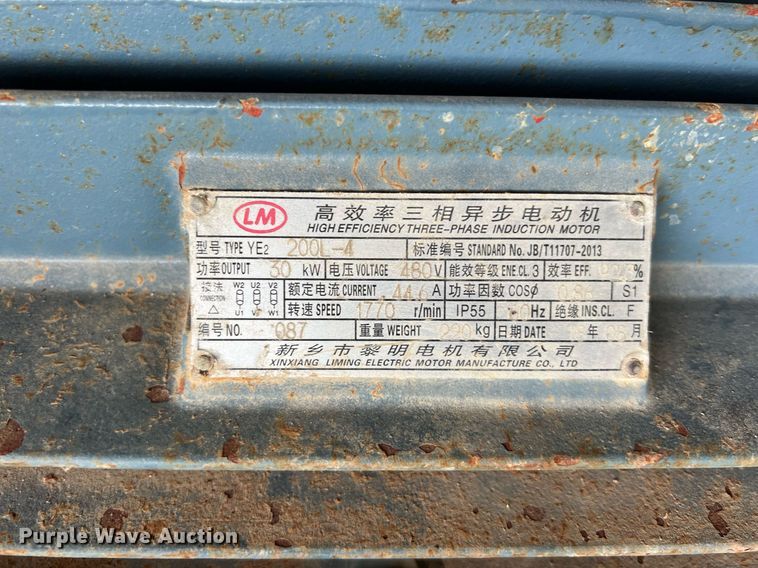 LM
高效率三相异步电动机
HIGH EFFICIENCY THREE-PHASE INDUCTION MOTOR
型号 TYPE YE2 200L-4 标准编号 STANDARD No. JB/T11707-2013
功率 OUTPUT 30 kW 电压 VOLTAGE 480 V 能效等级 ENE CL. 3 效率 EFF. %
接法 CONNECTION △ W2 U2 V2 U1 V1 W1 额定电流 CURRENT 44.6 A 功率因数 COSØ S1
转速 SPEED 1770 r/min IP55 Hz 绝缘 INS.CL. F
编号 NO. 087 重量 WEIGHT kg 日期 DATE 年 月
新乡市黎明电机有限公司
XINXIANG LIMING ELECTRIC MOTOR MANUFACTURE CO., LTD
Purple Wave Auction